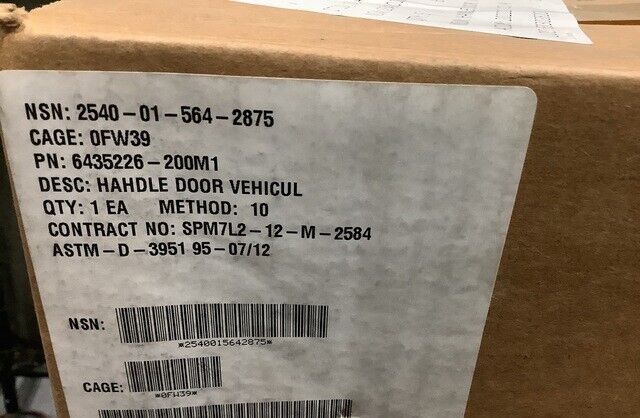 NSN: 2540-01-564-2875
CAGE: 0FW39
PN: 6435226-200M1
DESC: HAHDLE DOOR VEHICUL
QTY: 1 EA METHOD: 10
CONTRACT NO: SPM7L2-12-M-2584
ASTM-D-3951 95-07/12
NSN:
*2540015642875*
CAGE:
*0FW39*